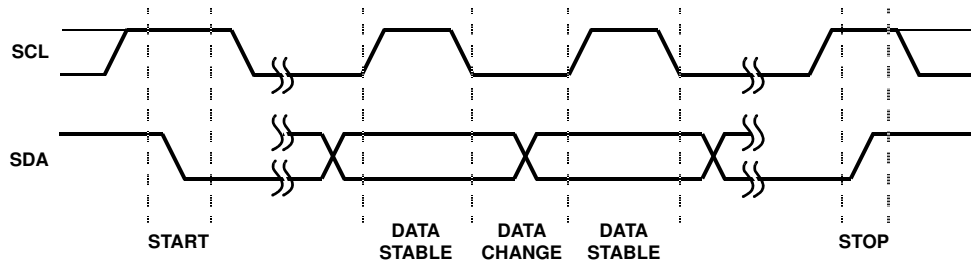 SCL
SDA
START
DATA
STABLE
DATA
CHANGE
DATA
STABLE
STOP